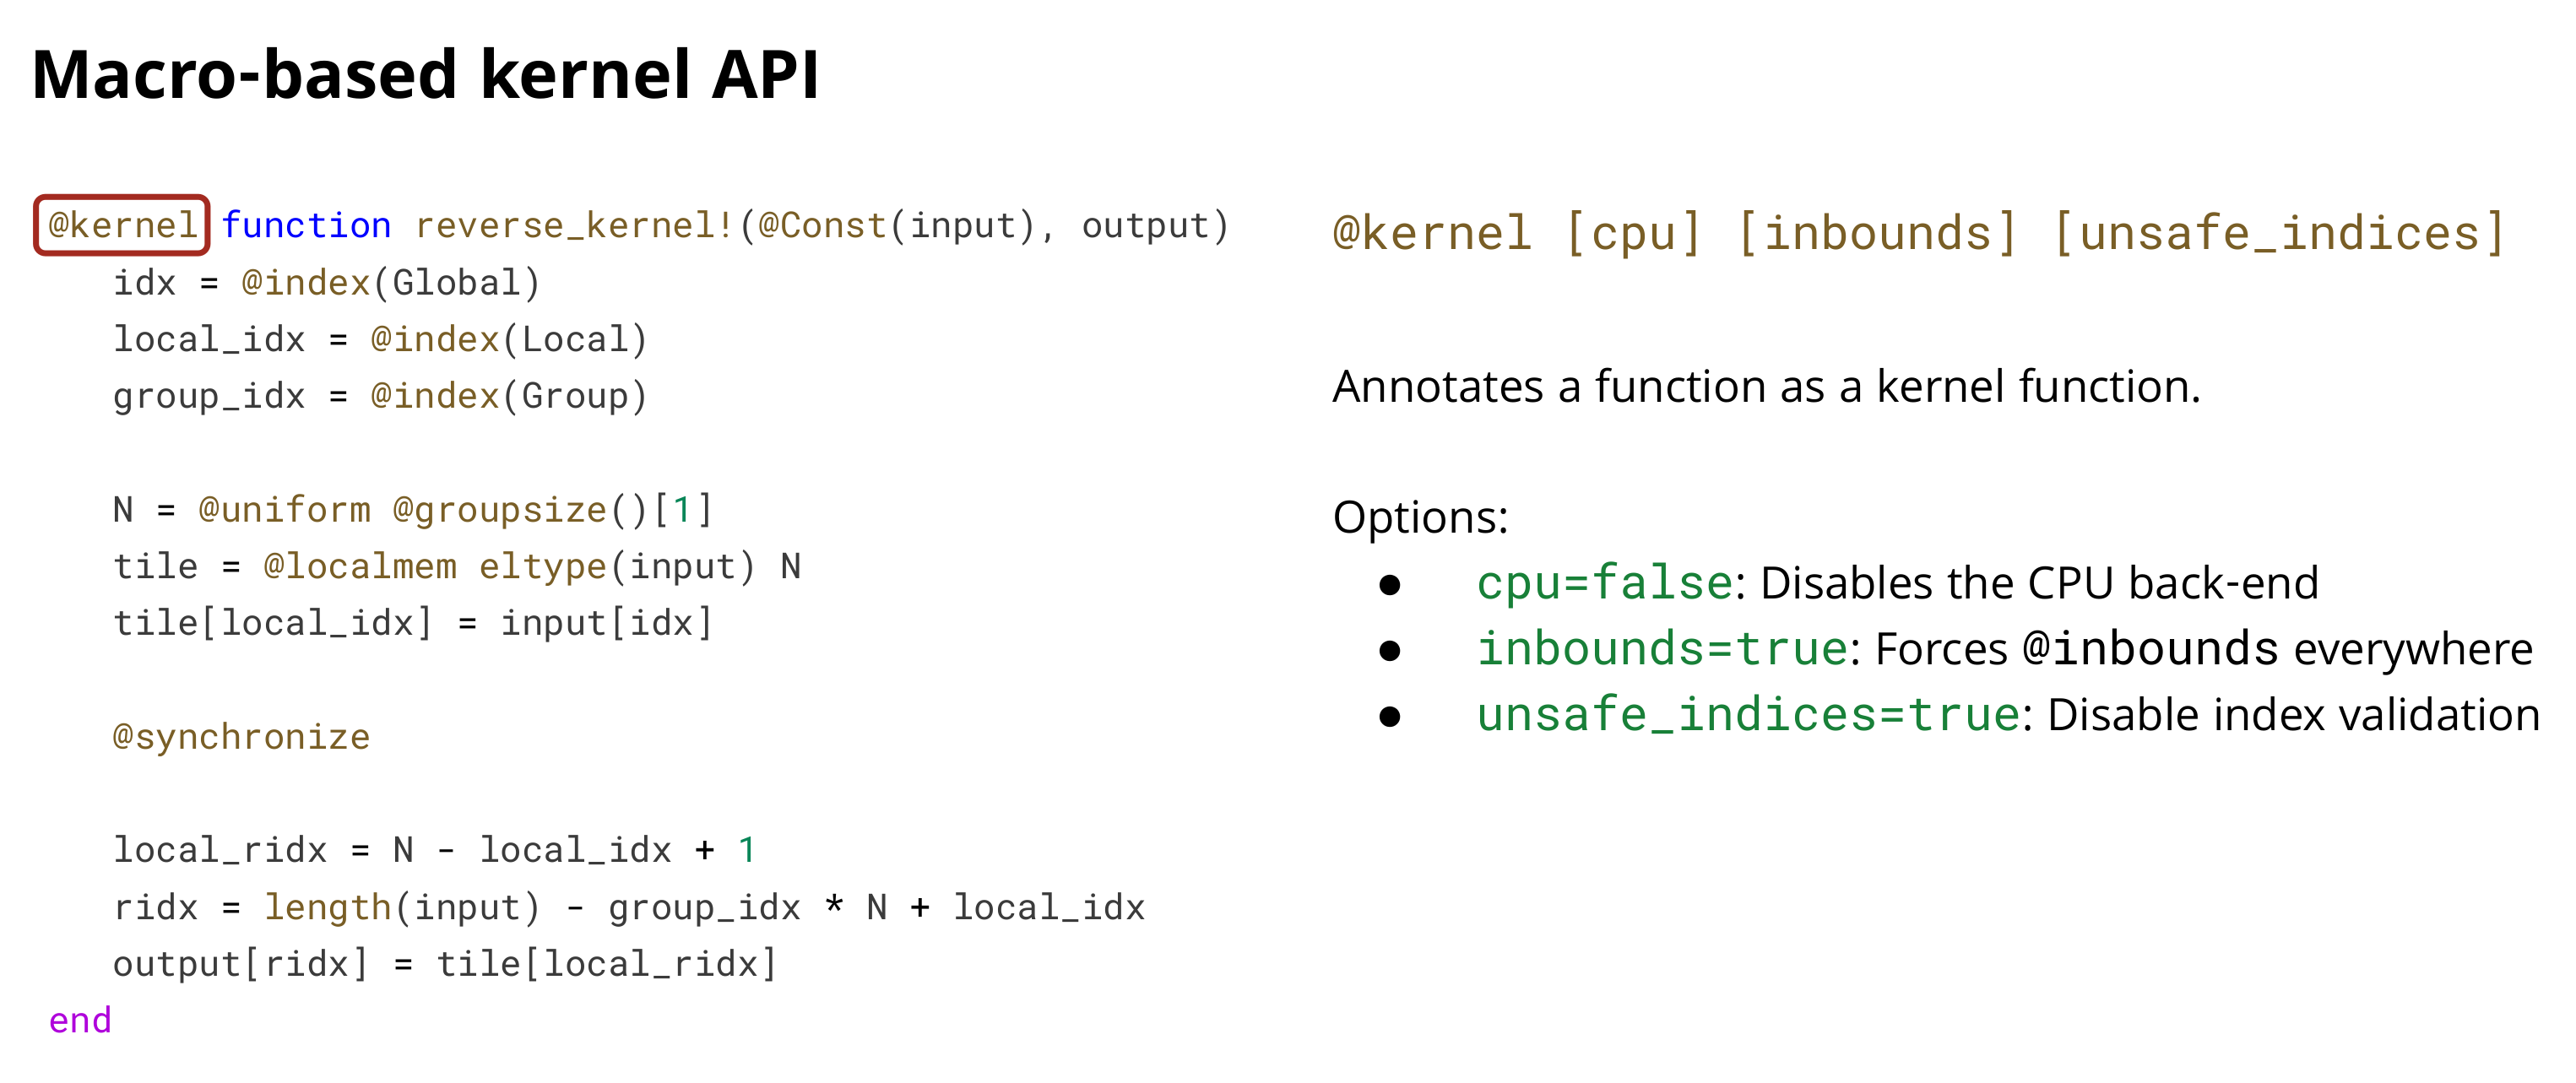 Macro-based kernel API
@kernel function reverse_kernel!(@Const(input), output)
    idx = @index(Global)
    local_idx = @index(Local)
    group_idx = @index(Group)
    N = @uniform @groupsize()[1]
    tile = @localmem eltype(input) N
    tile[local_idx] = input[idx]
    @synchronize
    local_ridx = N - local_idx + 1
    ridx = length(input) - group_idx * N + local_idx
    output[ridx] = tile[local_ridx]
end
@kernel [cpu] [inbounds] [unsafe_indices]
Annotates a function as a kernel function.
Options:
● cpu=false: Disables the CPU back-end
● inbounds=true: Forces @inbounds everywhere
● unsafe_indices=true: Disable index validation